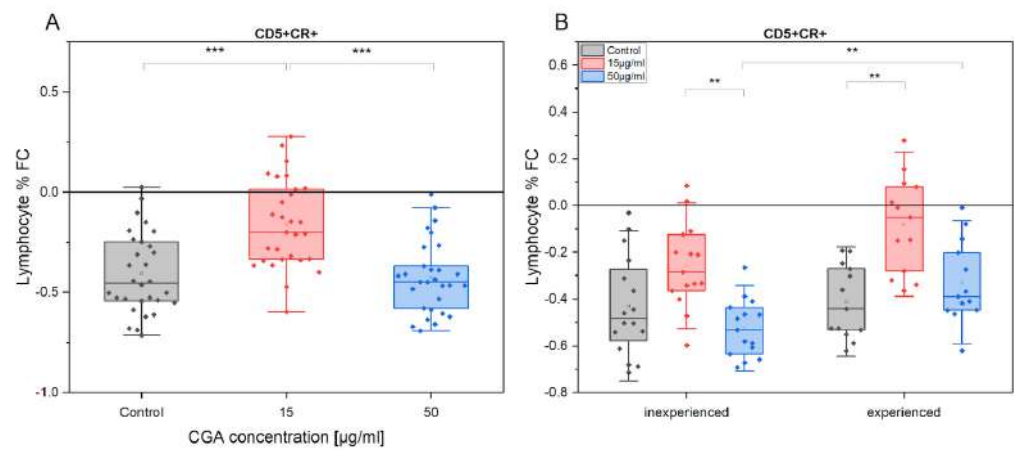 A
CD5+CR+
*** ***
Lymphocyte % FC
0.5
0.0
-0.5
-1.0
Control 15 50
CGA concentration [µg/ml]
B
CD5+CR+
Control
15µg/ml
50µg/ml
**
** **
Lymphocyte % FC
0.6
0.4
0.2
0.0
-0.2
-0.4
-0.6
-0.8
inexperienced experienced